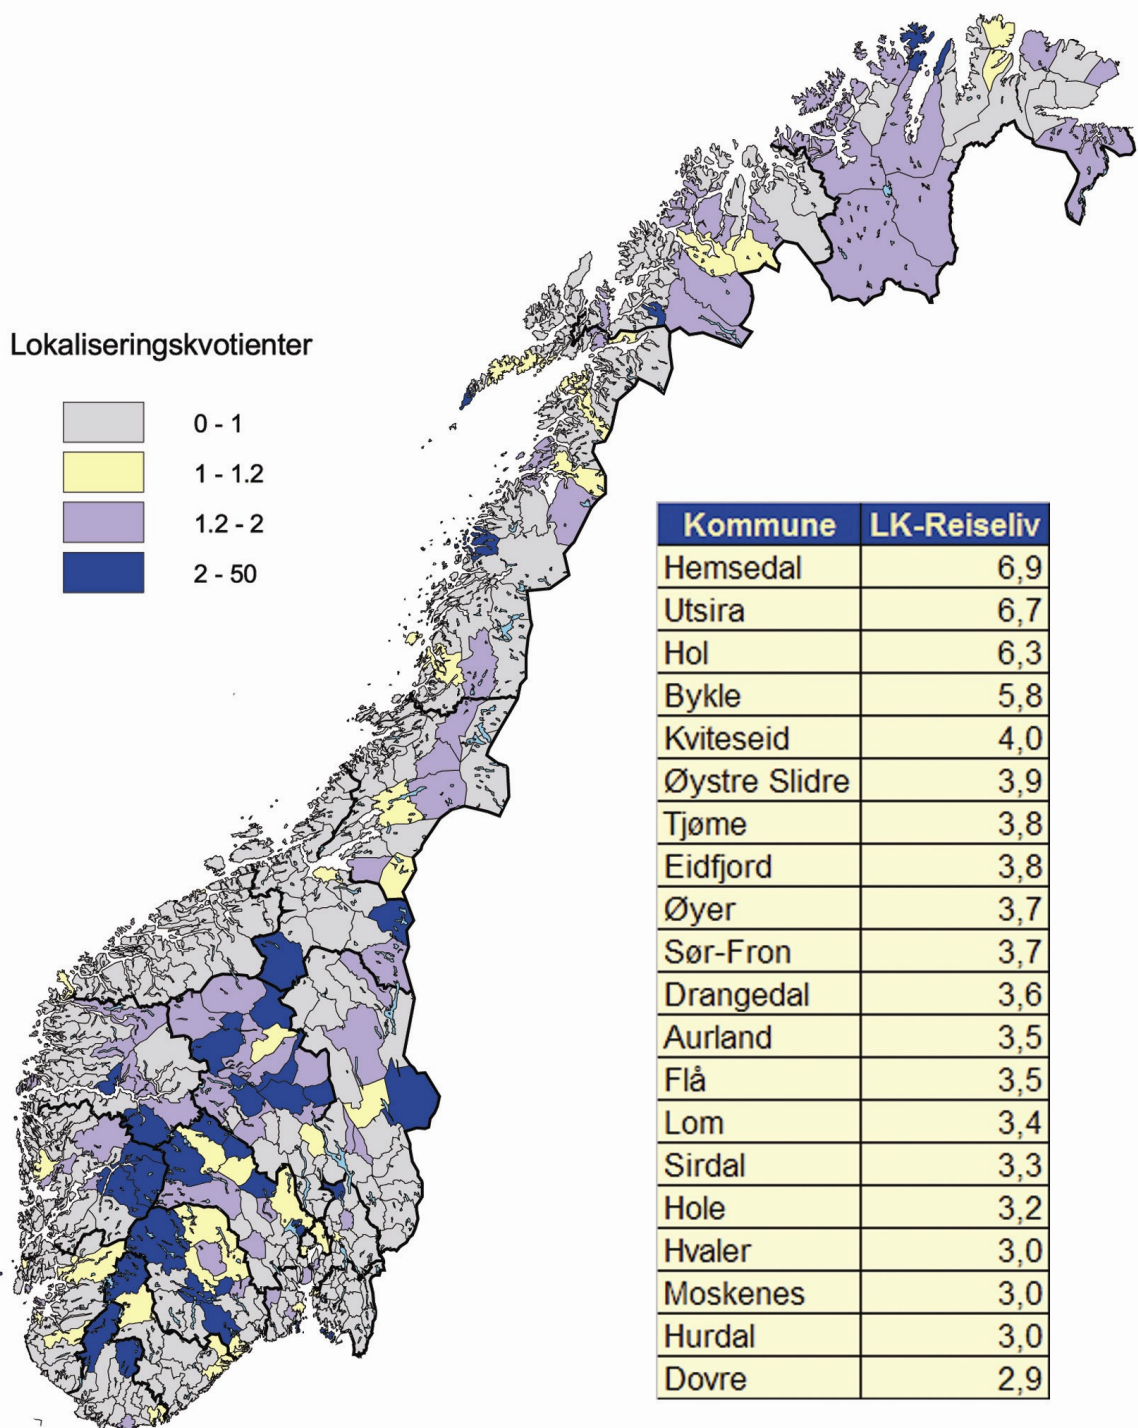 Lokaliseringskvotienter
0 - 1
1 - 1.2
1.2 - 2
2 - 50
Kommune LK-Reiseliv
Hemsedal 6,9
Utsira 6,7
Hol 6,3
Bykle 5,8
Kviteseid 4,0
Øystre Slidre 3,9
Tjøme 3,8
Eidfjord 3,8
Øyer 3,7
Sør-Fron 3,7
Drangedal 3,6
Aurland 3,5
Flå 3,5
Lom 3,4
Sirdal 3,3
Hole 3,2
Hvaler 3,0
Moskenes 3,0
Hurdal 3,0
Dovre 2,9